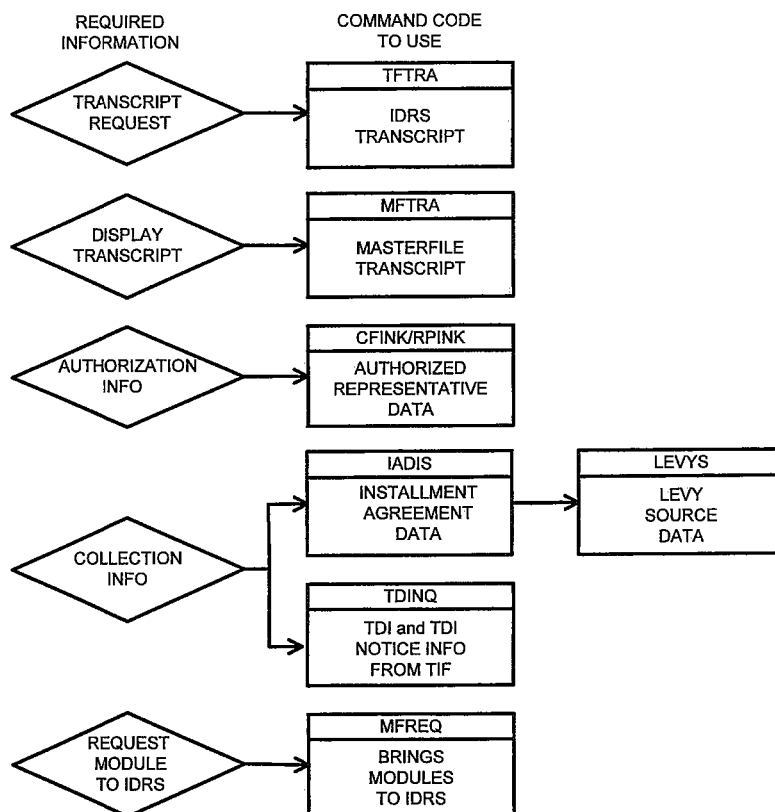 REQUIRED
INFORMATION
COMMAND CODE
TO USE
TRANSCRIPT
REQUEST
TFTRA
IDRS
TRANSCRIPT
DISPLAY
TRANSCRIPT
MFTRA
MASTERFILE
TRANSCRIPT
AUTHORIZATION
INFO
CFINK/RPINK
AUTHORIZED
REPRESENTATIVE
DATA
COLLECTION
INFO
IADIS
INSTALLMENT
AGREEMENT
DATA
LEVYS
LEVY
SOURCE
DATA
TDINQ
TDI and TDI
NOTICE INFO
FROM TIF
REQUEST
MODULE
TO IDRS
MFREQ
BRINGS
MODULES
TO IDRS